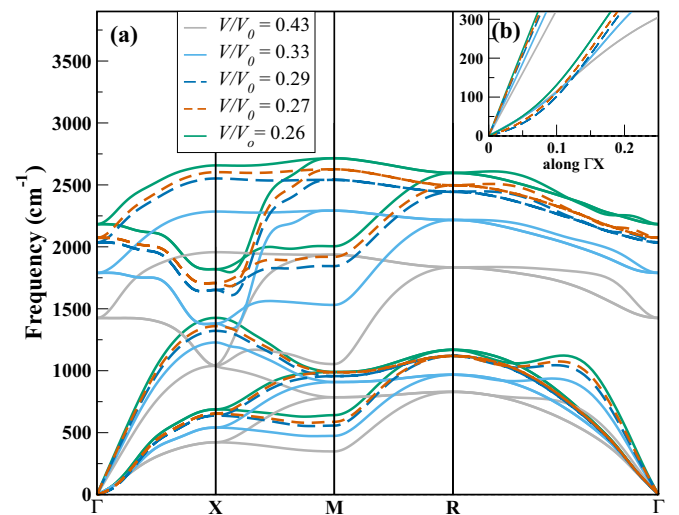 (a)
V/V0 = 0.43
V/V0 = 0.33
V/V0 = 0.29
V/V0 = 0.27
V/Vo = 0.26
(b)
300
200
100
0
0 0.1 0.2
along ΓX
Frequency (cm-1)
3500
3000
2500
2000
1500
1000
500
0
Γ X M R Γ